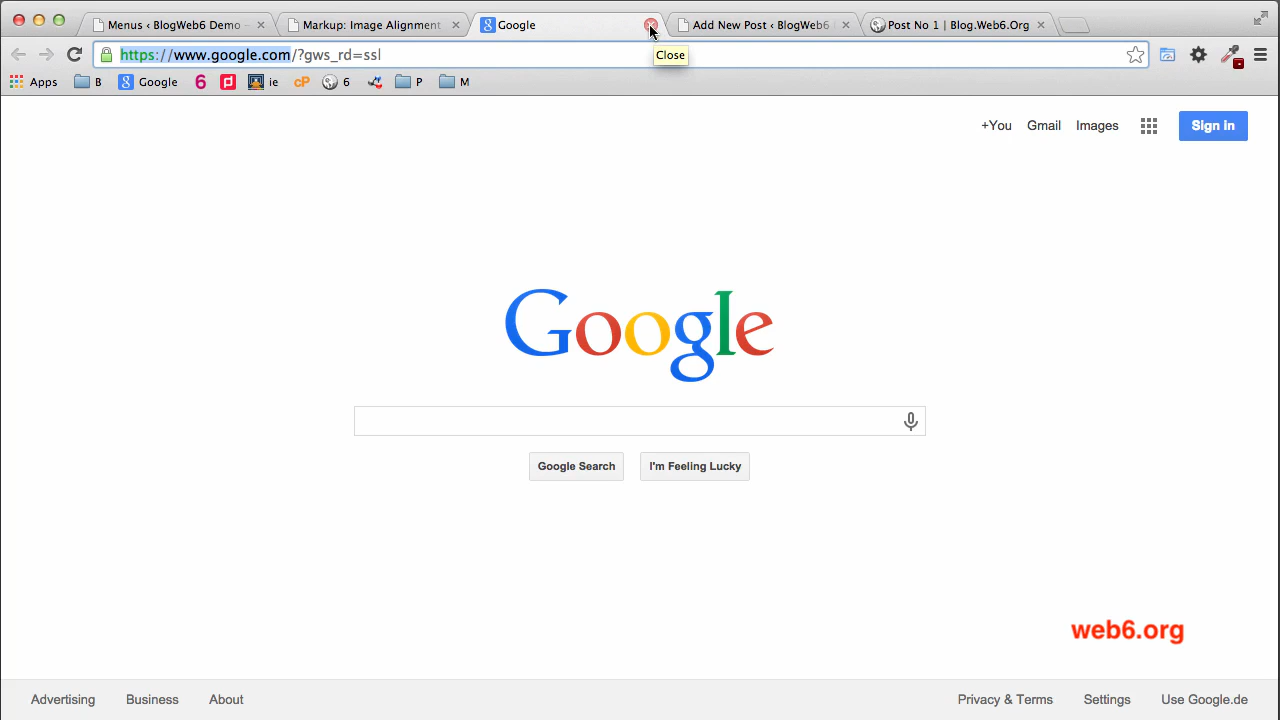 Menus ‹ BlogWeb6 Demo
Markup: Image Alignment
Google
Add New Post ‹ BlogWeb6
Post No 1 | Blog.Web6.Org
https://www.google.com/?gws_rd=ssl
Close
Apps
B
Google
6
ie
cP
6
P
M
+You
Gmail
Images
Sign in
Google
Google Search
I'm Feeling Lucky
web6.org
Advertising
Business
About
Privacy & Terms
Settings
Use Google.de